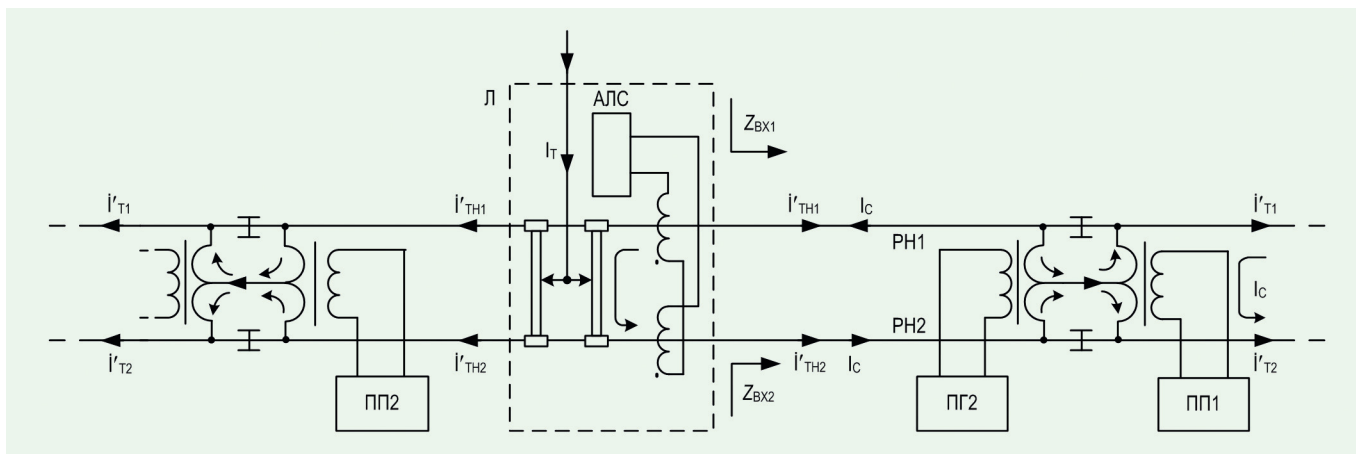 Л
АЛС
Z_ВХ1
I_Т
i′_Т1
i′_ТН1
i′_ТН1
I_С
i′_Т1
РН1
I_С
РН2
i′_Т2
i′_ТН2
i′_ТН2
I_С
i′_Т2
Z_ВХ2
ПП2
ПГ2
ПП1